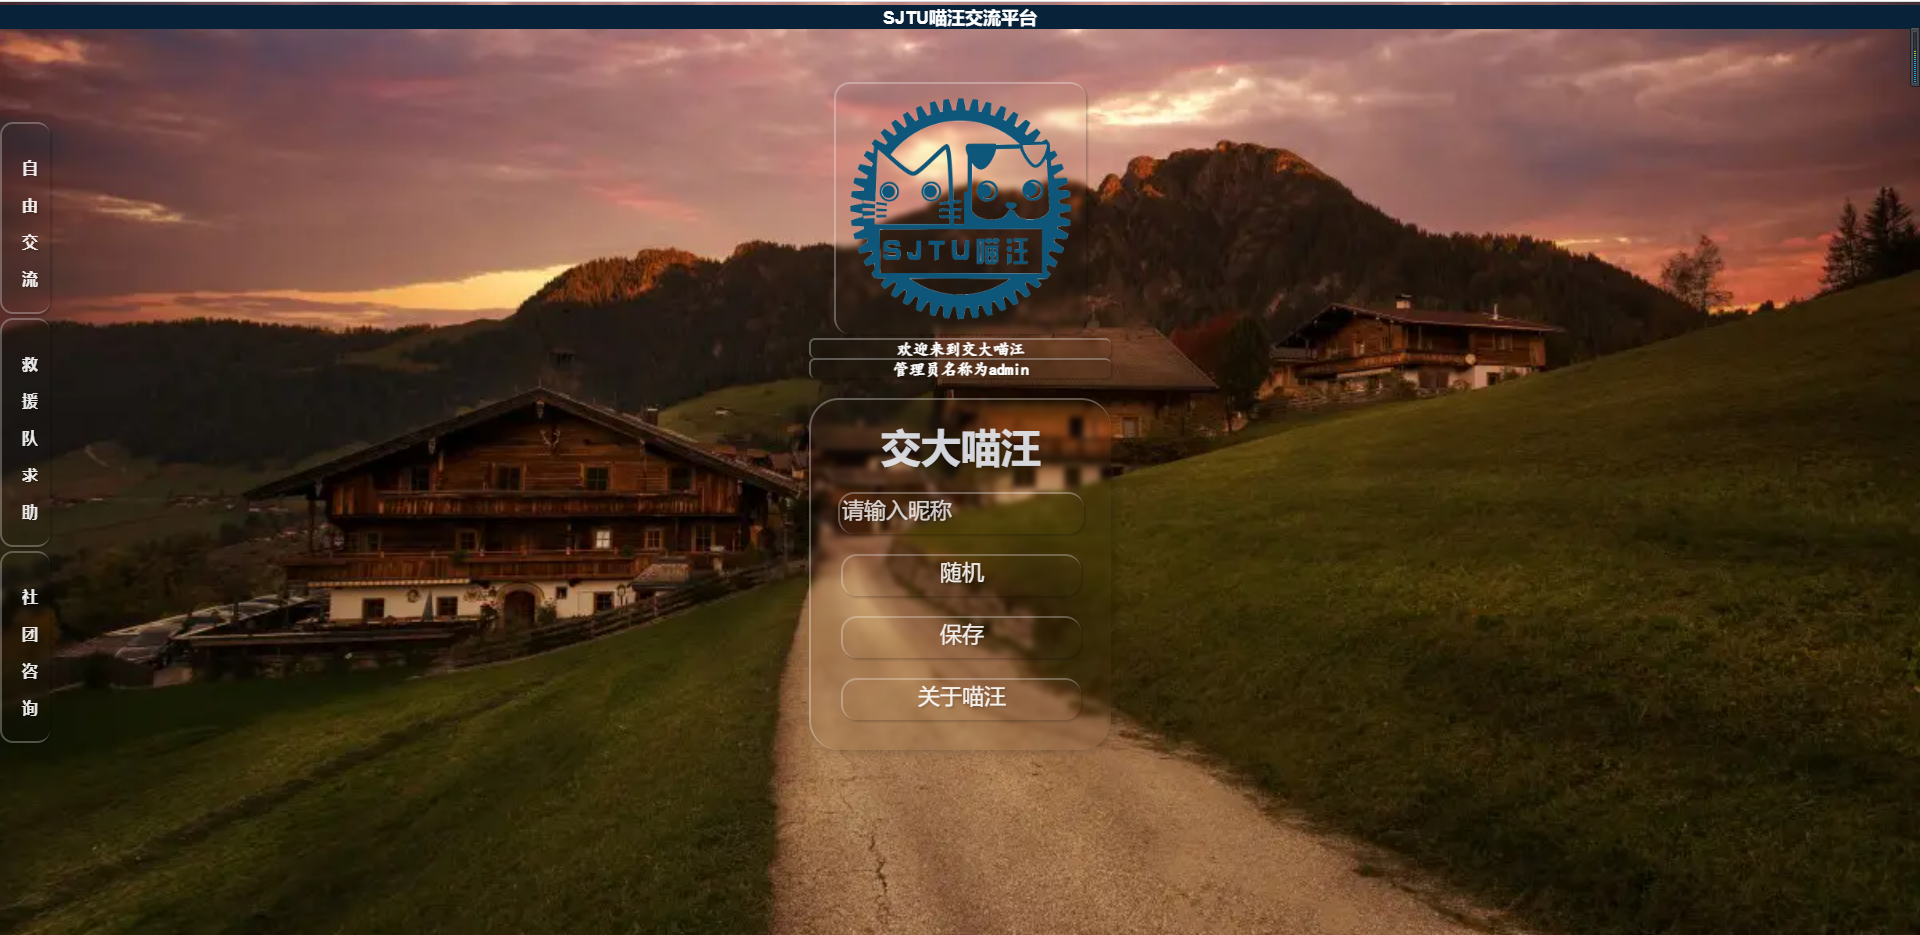 SJTU喵汪交流平台
SJTU喵汪
欢迎来到交大喵汪
管理员名称为admin
交大喵汪
请输入昵称
随机
保存
关于喵汪
自由交流
救援队求助
社团咨询